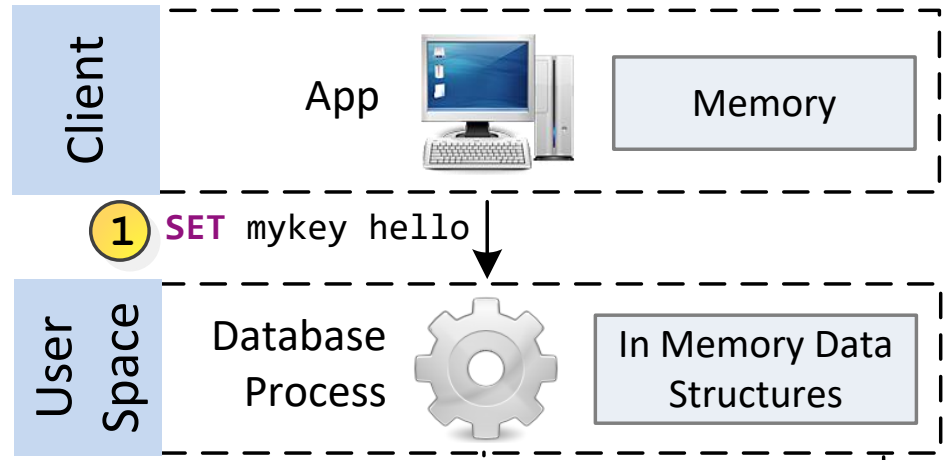 Client
App
Memory
1
SET mykey hello
User
Space
Database
Process
In Memory Data
Structures